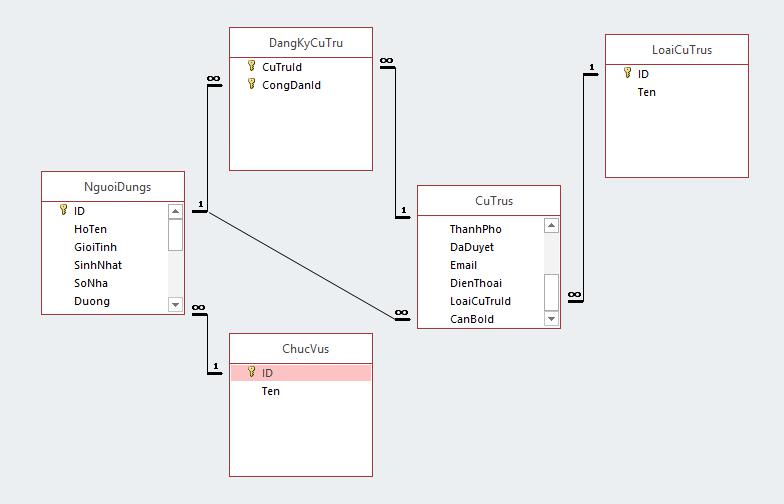 DangKyCuTru
CuTruId
CongDanId
LoaiCuTrus
ID
Ten
NguoiDungs
ID
HoTen
GioiTinh
SinhNhat
SoNha
Duong
CuTrus
ThanhPho
DaDuyet
Email
DienThoai
LoaiCuTruId
CanBoId
ChucVus
ID
Ten
∞
1
∞
1
1
∞
∞
∞
1
1